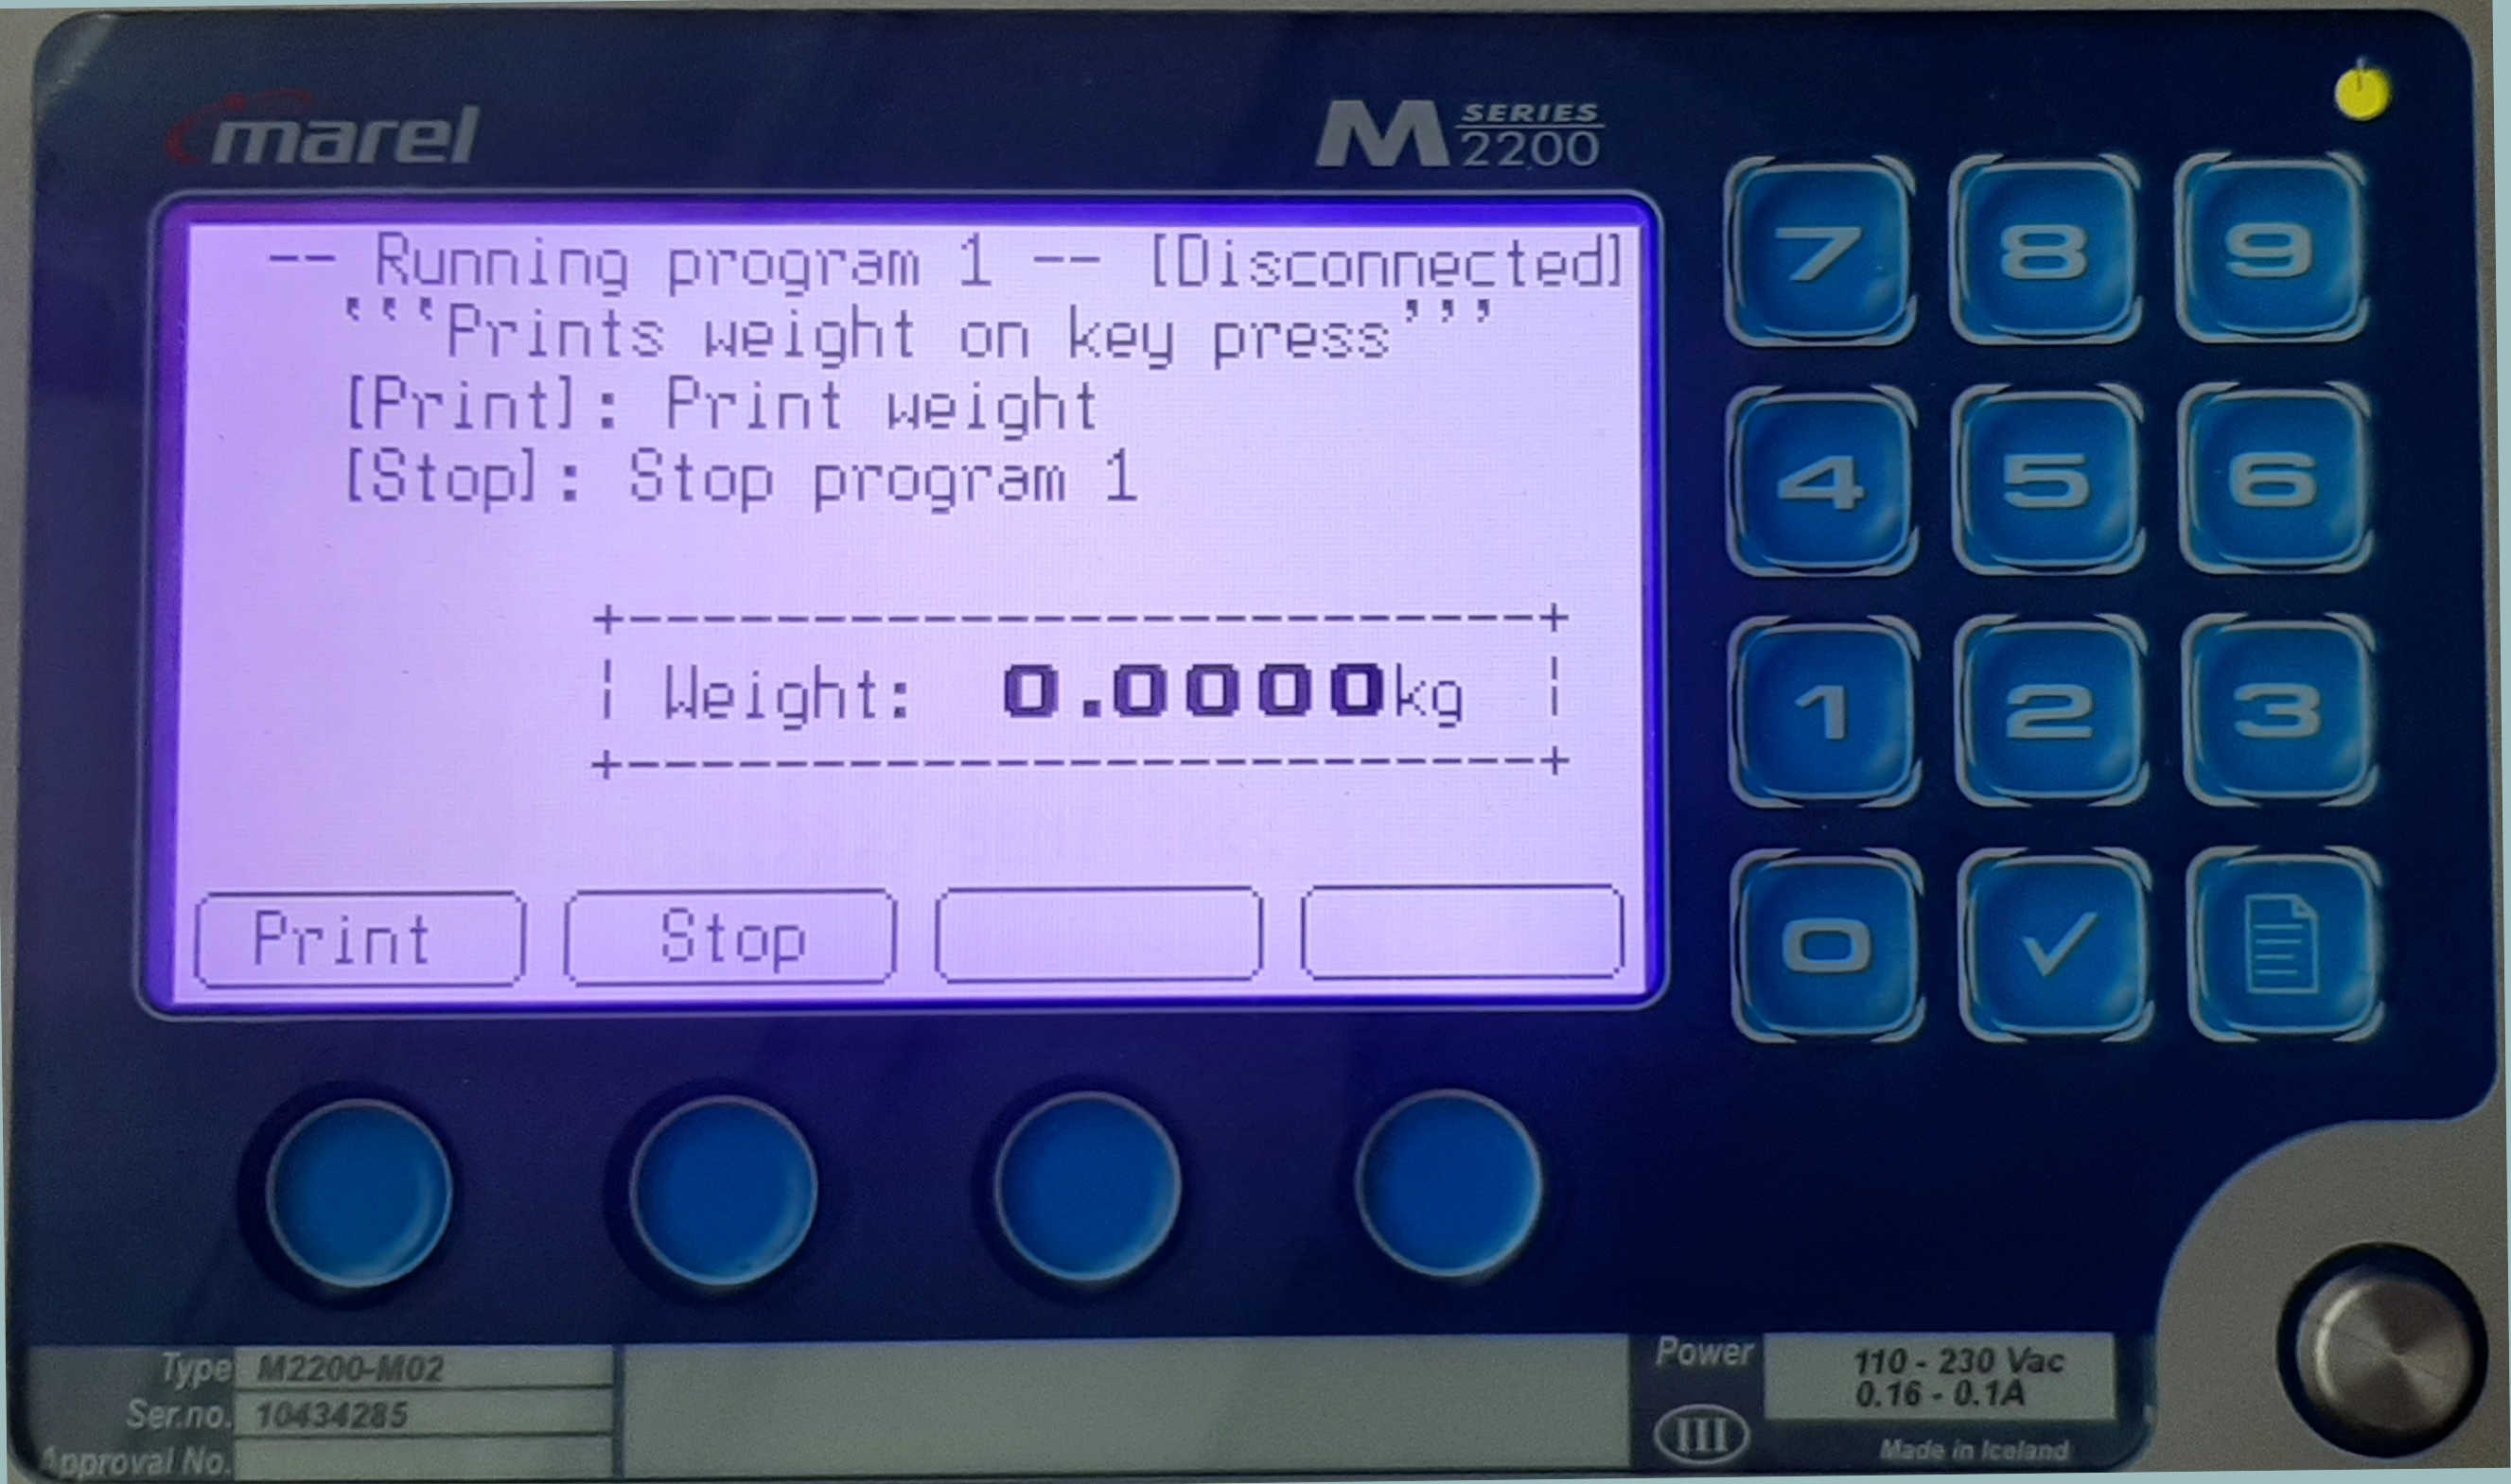 marel
M SERIES
2200
-- Running program 1 -- [Disconnected]
‘‘‘Prints weight on key press’’’
[Print]: Print weight
[Stop]: Stop program 1
+--------------------------+
| Weight: 0.0000kg |
+--------------------------+
Print Stop
7 8 9
4 5 6
1 2 3
0
Type M2200-M02
Ser.no. 10434285
Approval No.
Power
110 - 230 Vac
0.16 - 0.1A
Made in Iceland